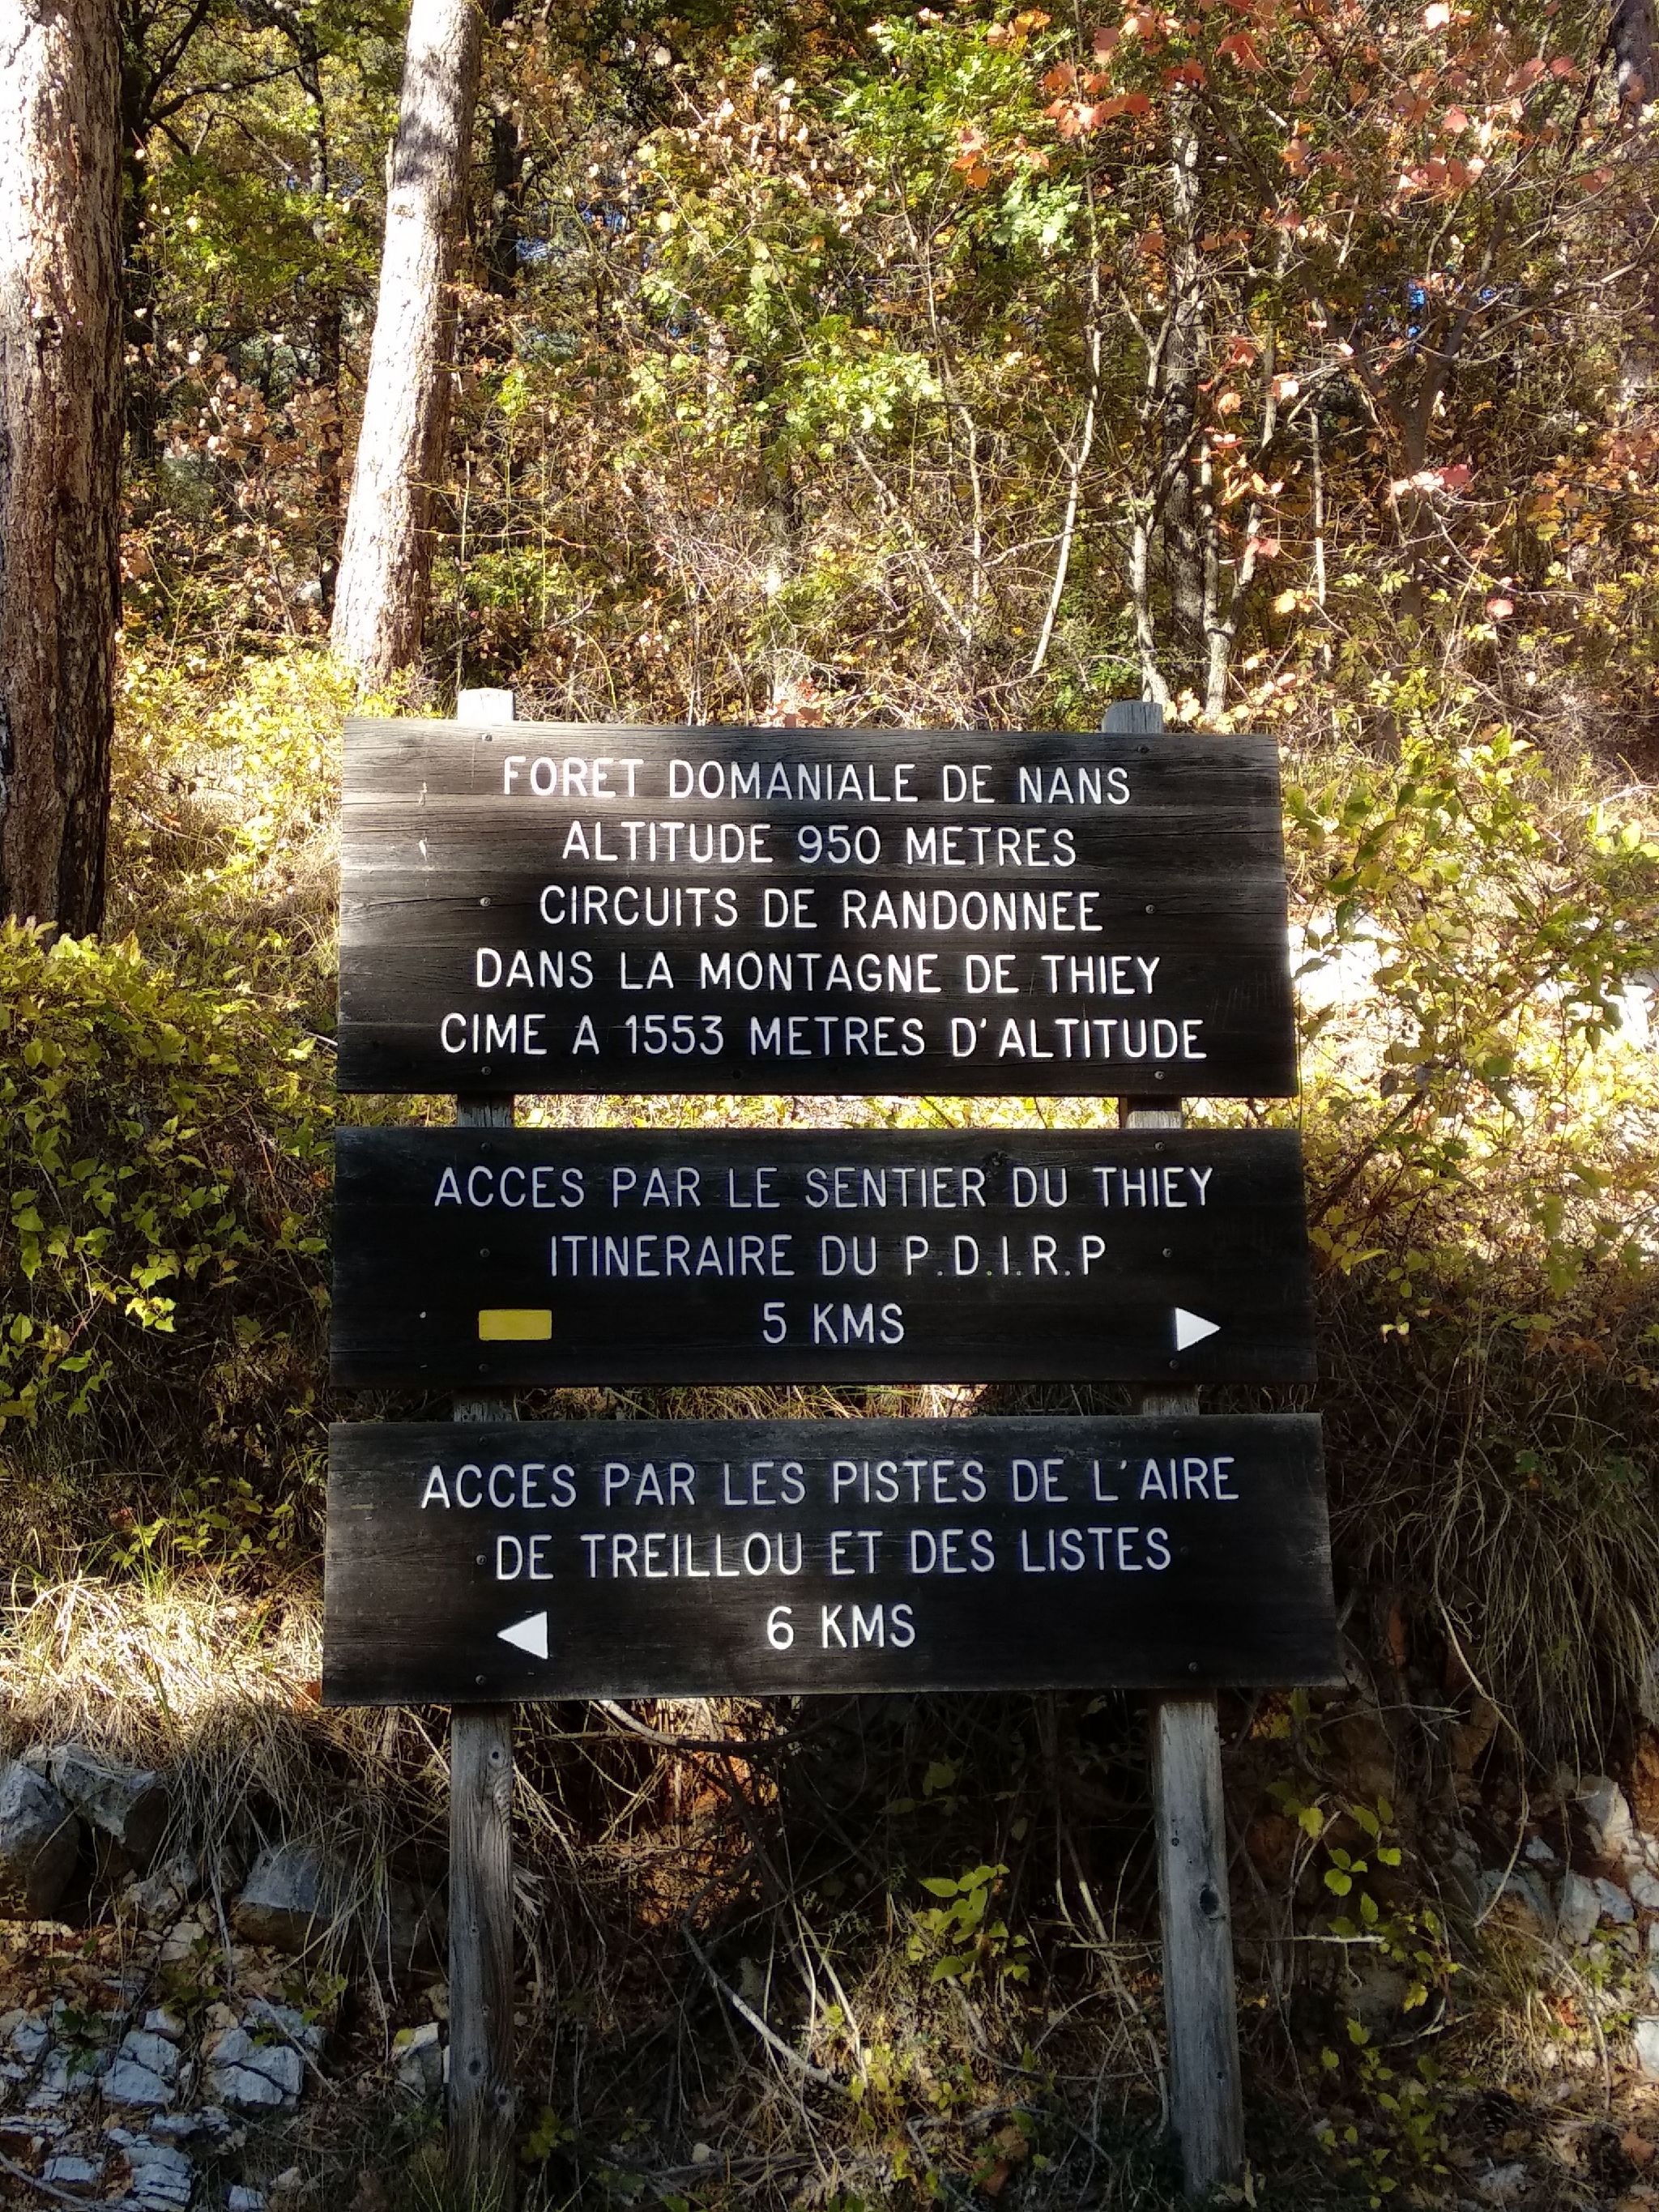 FORET DOMANIALE DE NANS
ALTITUDE 950 METRES
CIRCUITS DE RANDONNEE
DANS LA MONTAGNE DE THIEY
CIME A 1553 METRES D'ALTITUDE
ACCES PAR LE SENTIER DU THIEY
ITINERAIRE DU P.D.I.R.P
5 KMS
ACCES PAR LES PISTES DE L'AIRE
DE TREILLOU ET DES LISTES
6 KMS